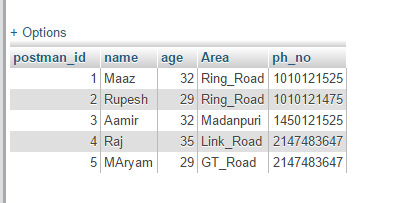 + Options
postman_id name age Area ph_no
1 Maaz 32 Ring_Road 1010121525
2 Rupesh 29 Ring_Road 1010121475
3 Aamir 32 Madanpuri 1450121525
4 Raj 35 Link_Road 2147483647
5 MAryam 29 GT_Road 2147483647